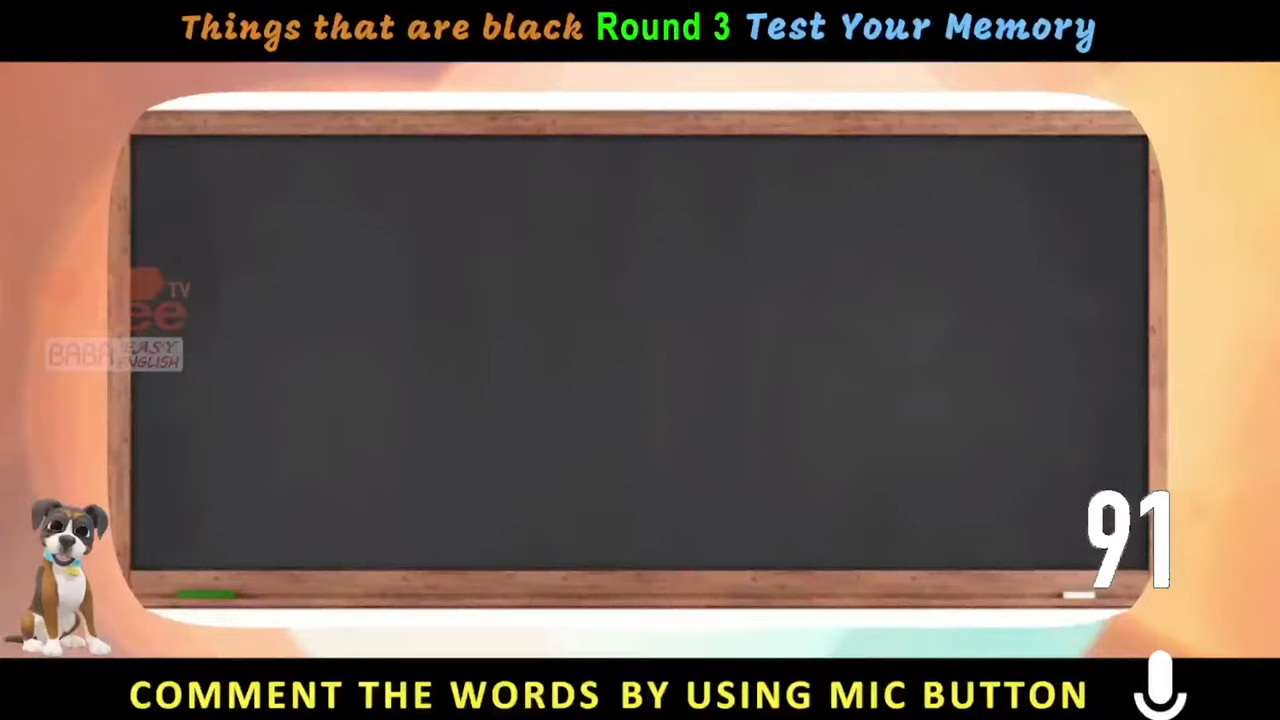 Things that are black Round 3 Test Your Memory
TV
ee
BABA EASY
ENGLISH
91
COMMENT THE WORDS BY USING MIC BUTTON